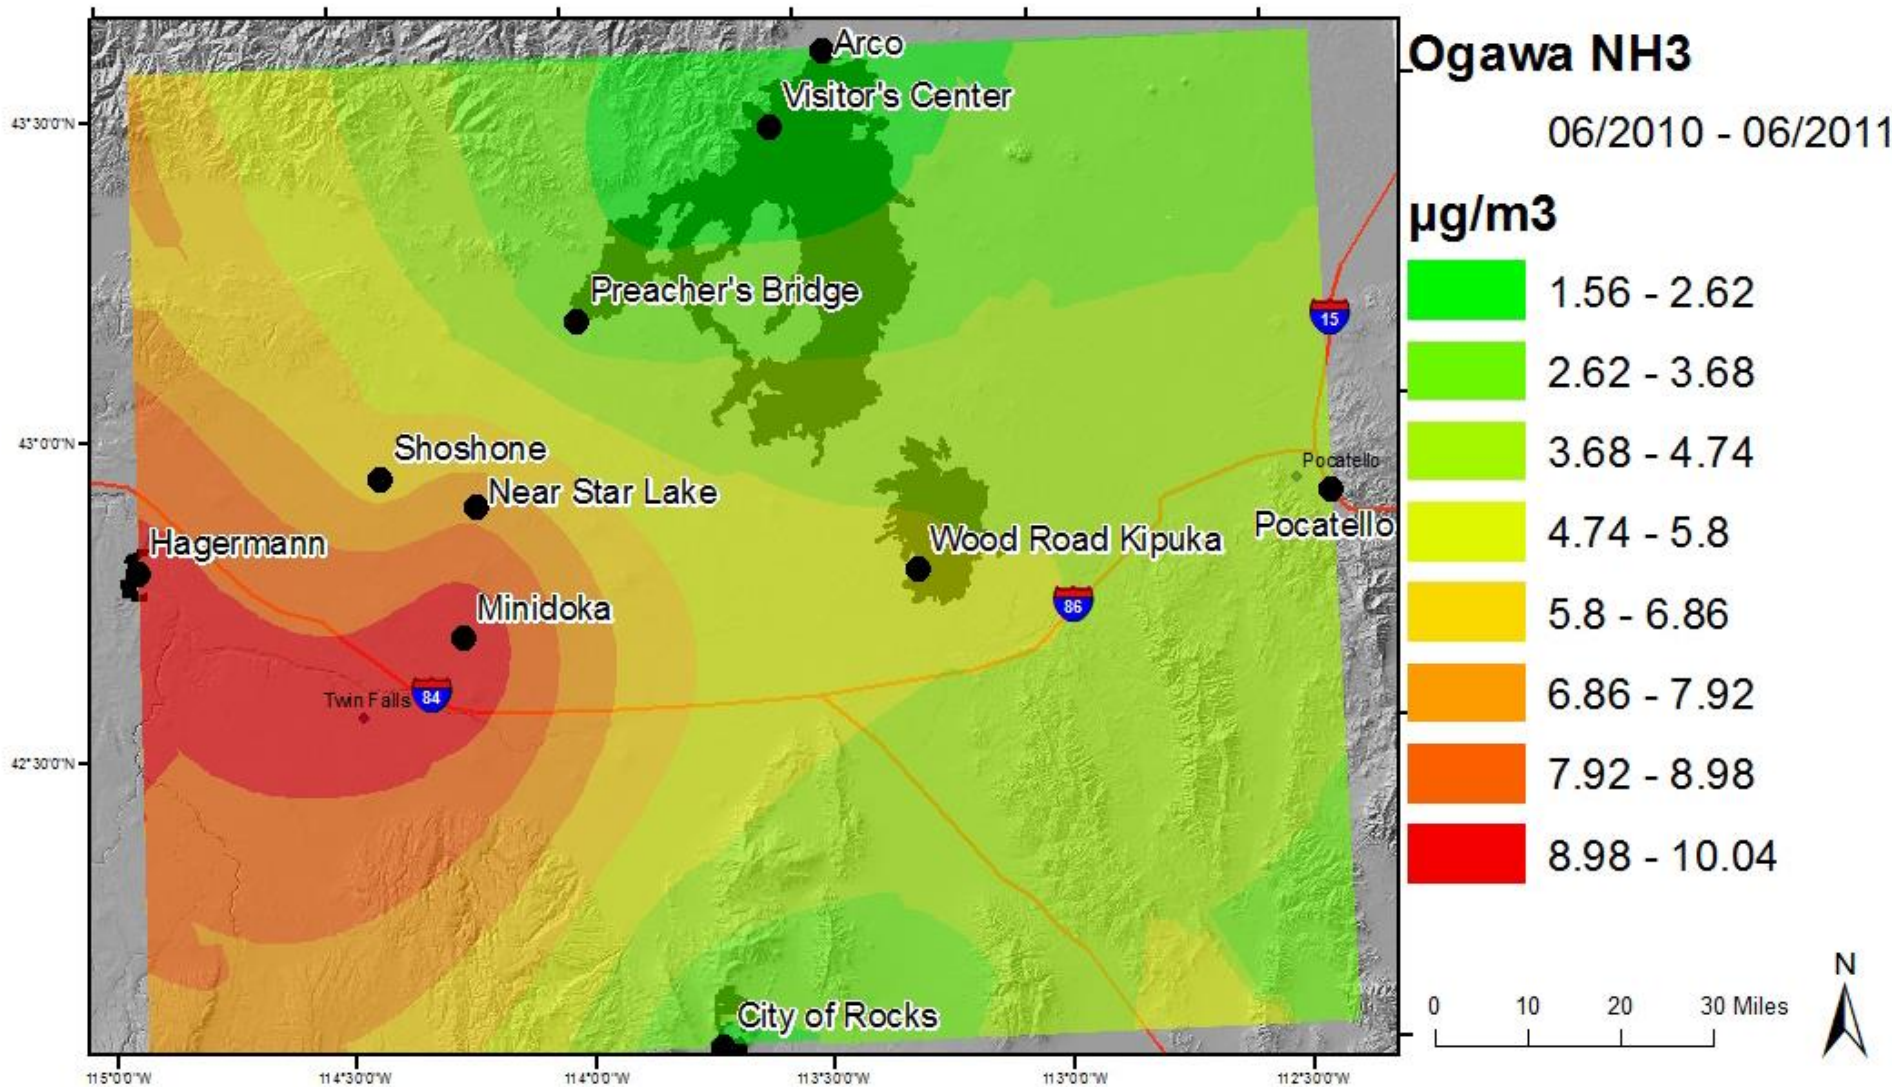 Arco
Visitor's Center
Preacher's Bridge
Shoshone
Near Star Lake
Hagermann
Wood Road Kipuka
Minidoka
Twin Falls
Pocatello
Pocatello
City of Rocks
15
86
84
43°30'0"N
43°0'0"N
42°30'0"N
115°0'0"W
114°30'0"W
114°0'0"W
113°30'0"W
113°0'0"W
112°30'0"W
Ogawa NH3
06/2010 - 06/2011
µg/m3
1.56 - 2.62
2.62 - 3.68
3.68 - 4.74
4.74 - 5.8
5.8 - 6.86
6.86 - 7.92
7.92 - 8.98
8.98 - 10.04
0 10 20 30 Miles
N